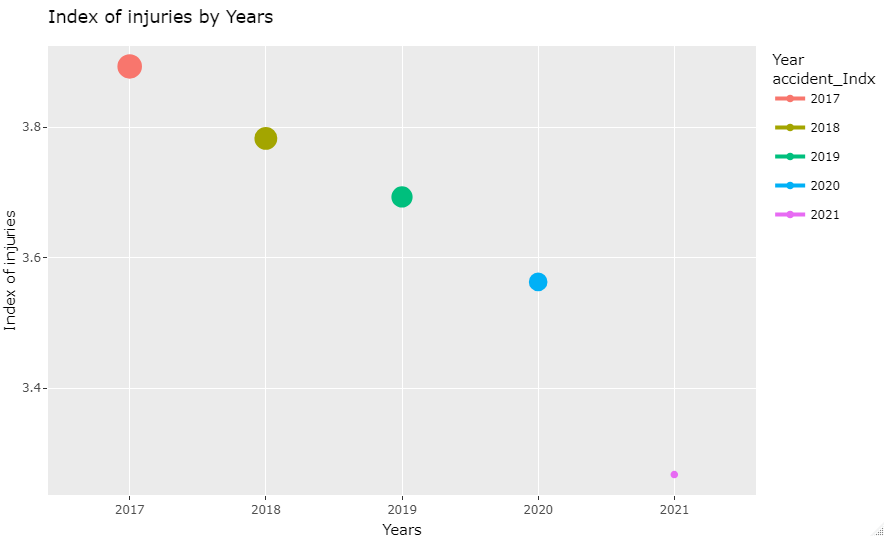 Index of injuries by Years
Year
accident_Indx
2017
2018
2019
2020
2021
Index of injuries
3.8
3.6
3.4
2017 2018 2019 2020 2021
Years